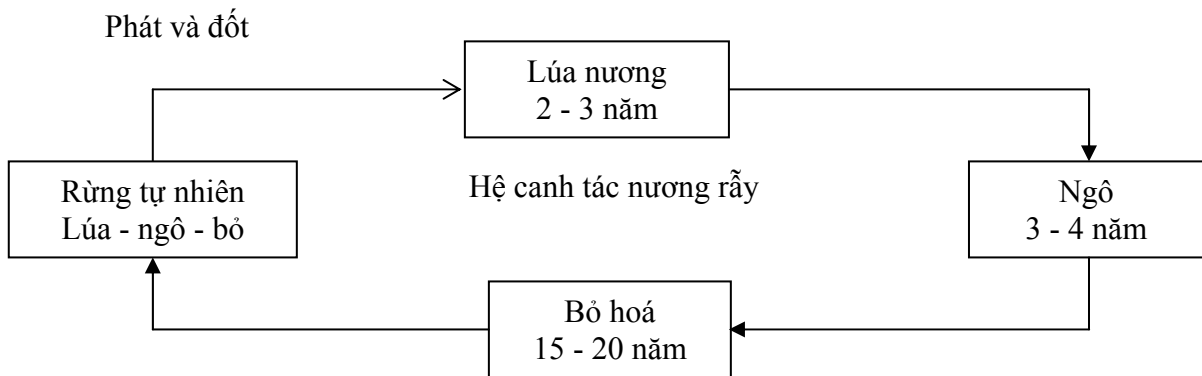 Phát và đốt
Lúa nương
2 - 3 năm
Rừng tự nhiên
Lúa - ngô - bỏ
Hệ canh tác nương rẫy
Ngô
3 - 4 năm
Bỏ hoá
15 - 20 năm